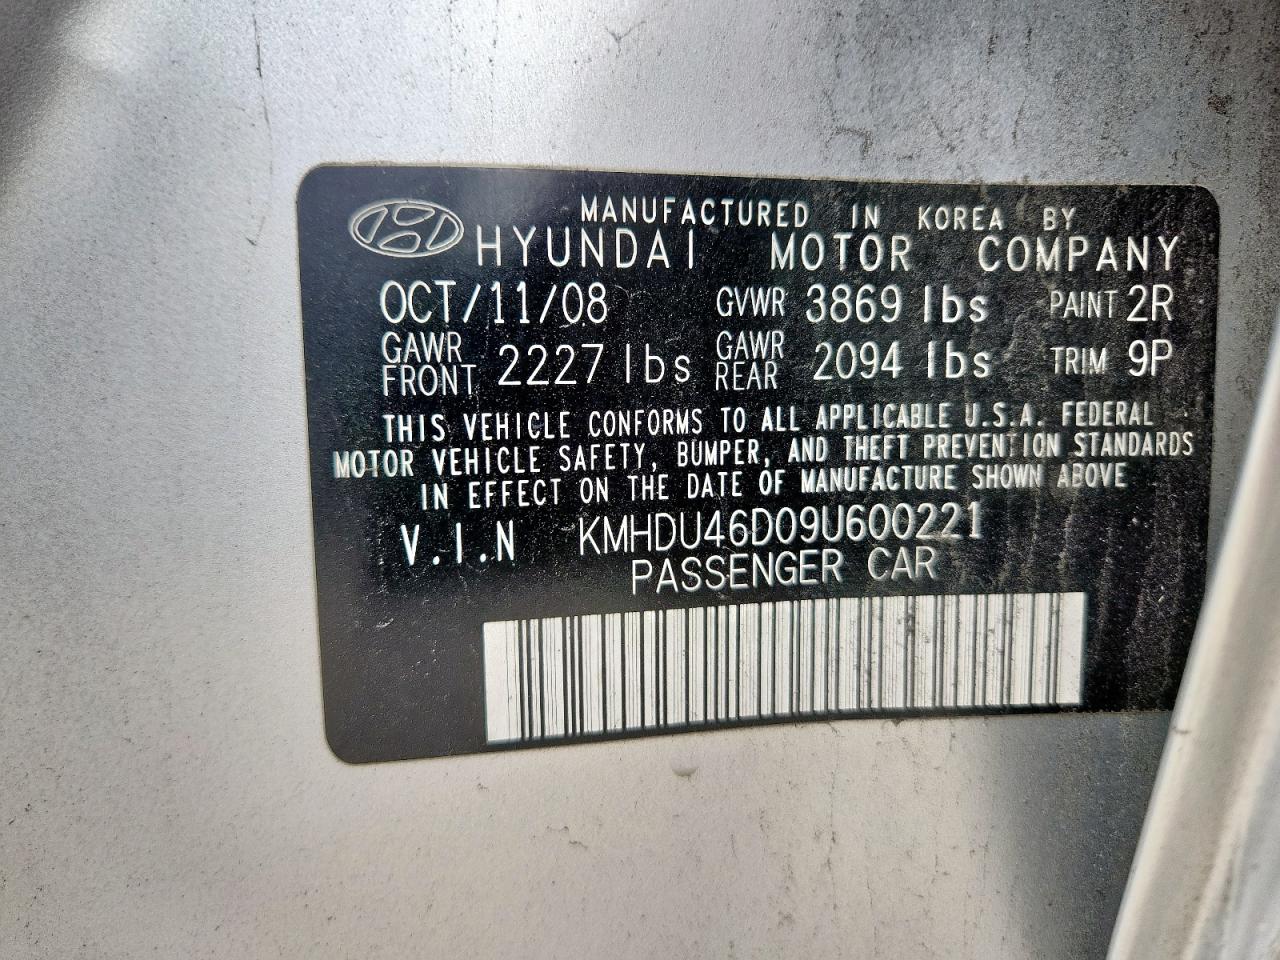 MANUFACTURED IN KOREA BY
HYUNDAI MOTOR COMPANY
OCT/11/08 GVWR 3869 lbs PAINT 2R
GAWR FRONT 2227 lbs GAWR REAR 2094 lbs TRIM 9P
THIS VEHICLE CONFORMS TO ALL APPLICABLE U.S.A. FEDERAL
MOTOR VEHICLE SAFETY, BUMPER, AND THEFT PREVENTION STANDARDS
IN EFFECT ON THE DATE OF MANUFACTURE SHOWN ABOVE
V.I.N KMHDU46D09U600221
PASSENGER CAR